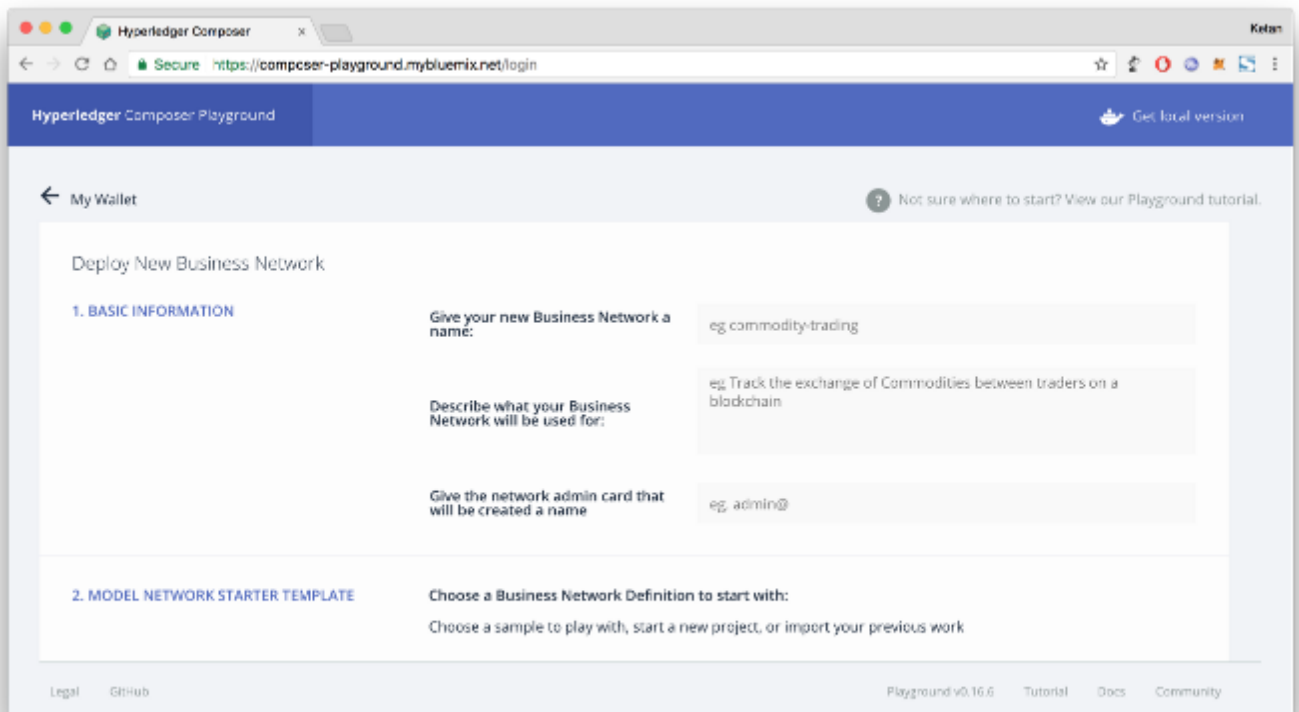 Hyperledger Composer
Ketan
Secure https://composer-playground.mybluemix.net/login
Hyperledger Composer Playground
Get local version
My Wallet
? Not sure where to start? View our Playground tutorial.
Deploy New Business Network
1. BASIC INFORMATION
Give your new Business Network a
name:
eg commodity-trading
Describe what your Business
Network will be used for:
eg Track the exchange of Commodities between traders on a
blockchain
Give the network admin card that
will be created a name
eg. admin@
2. MODEL NETWORK STARTER TEMPLATE
Choose a Business Network Definition to start with:
Choose a sample to play with, start a new project, or import your previous work
Legal GitHub Playground v0.16.6 Tutorial Docs Community